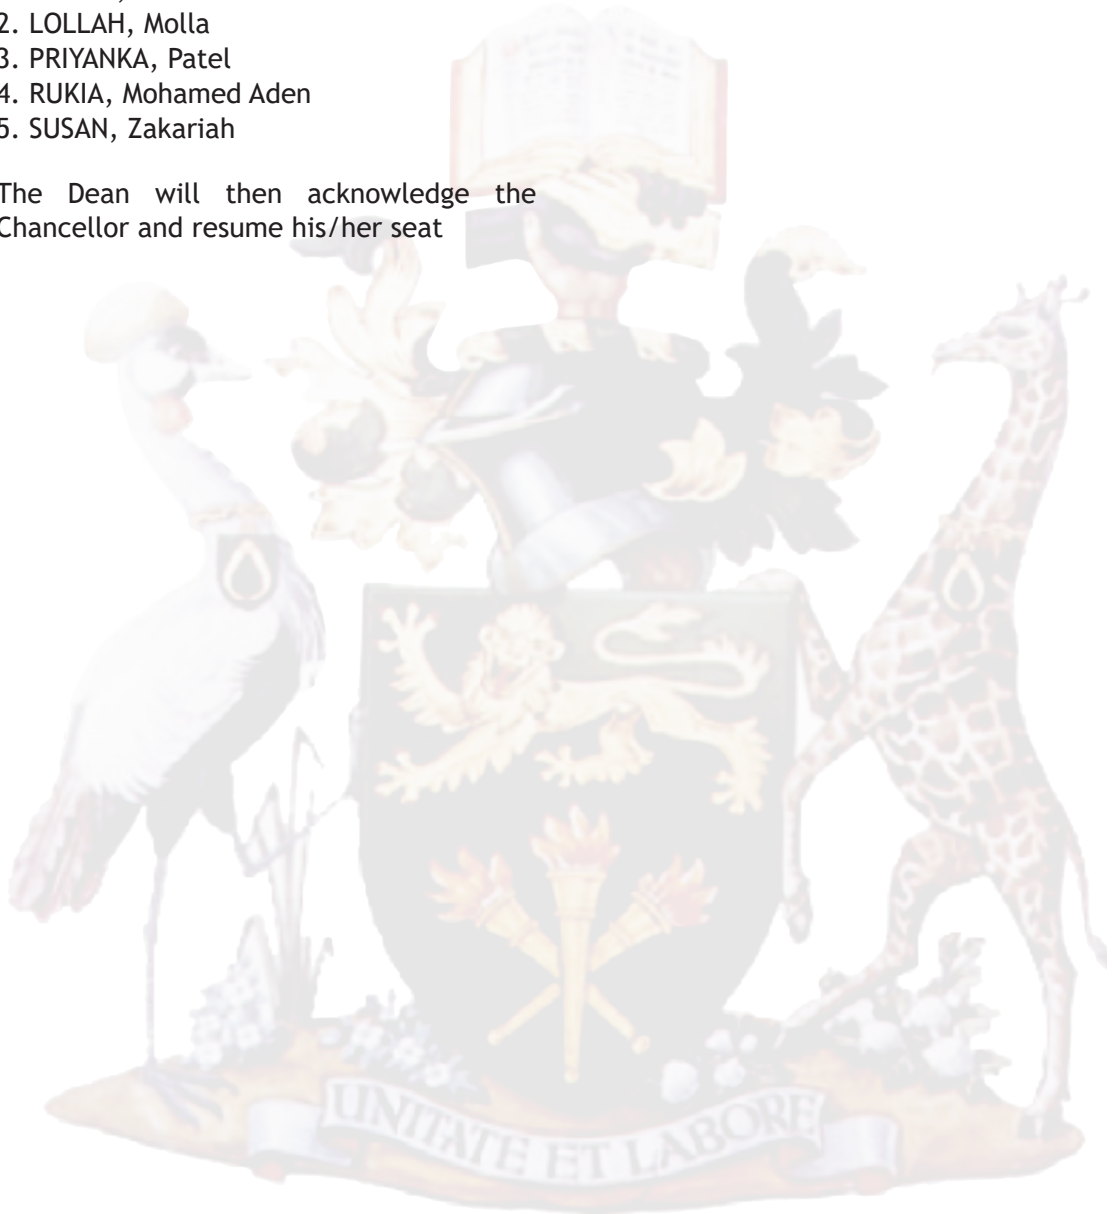 2. LOLLAH, Molla
3. PRIYANKA, Patel
4. RUKIA, Mohamed Aden
5. SUSAN, Zakariah
The Dean will then acknowledge the
Chancellor and resume his/her seat
UNITATE ET LABORE